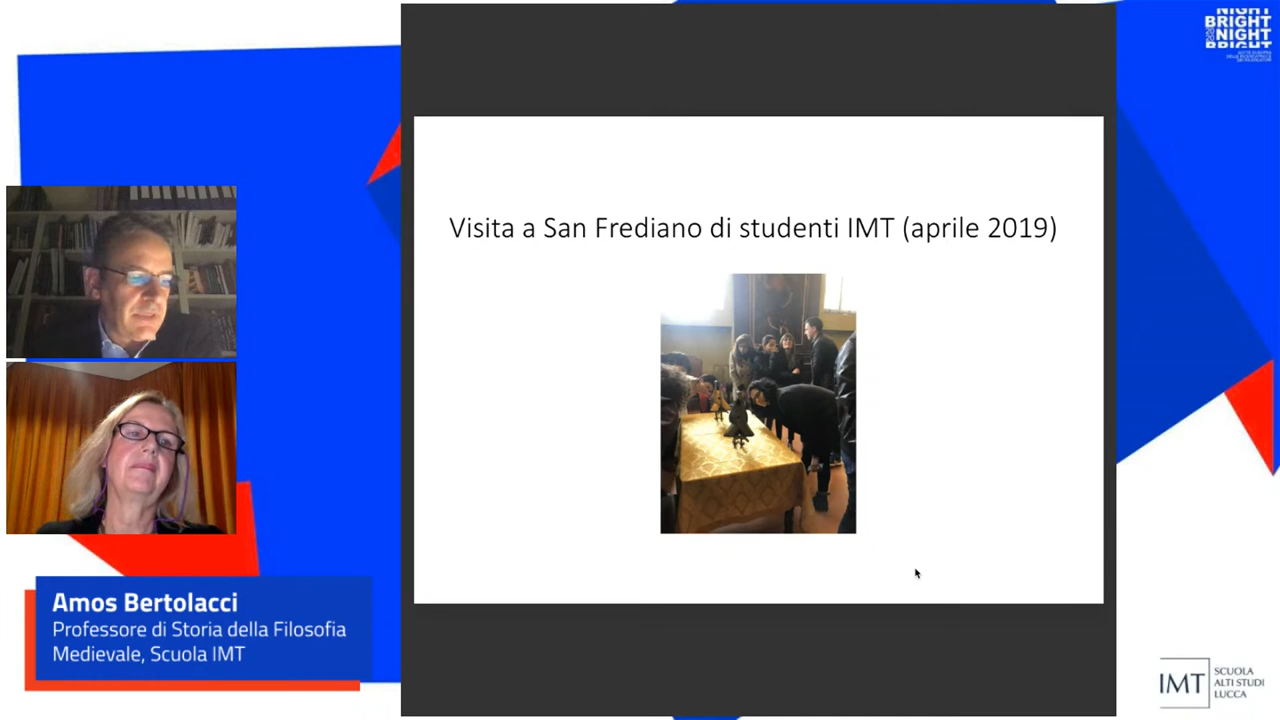 NIGHT
BRIGHT
NIGHT
BRIGHT
Visita a San Frediano di studenti IMT (aprile 2019)
Amos Bertolacci
Professore di Storia della Filosofia
Medievale, Scuola IMT
IMT
SCUOLA
ALTI STUDI
LUCCA